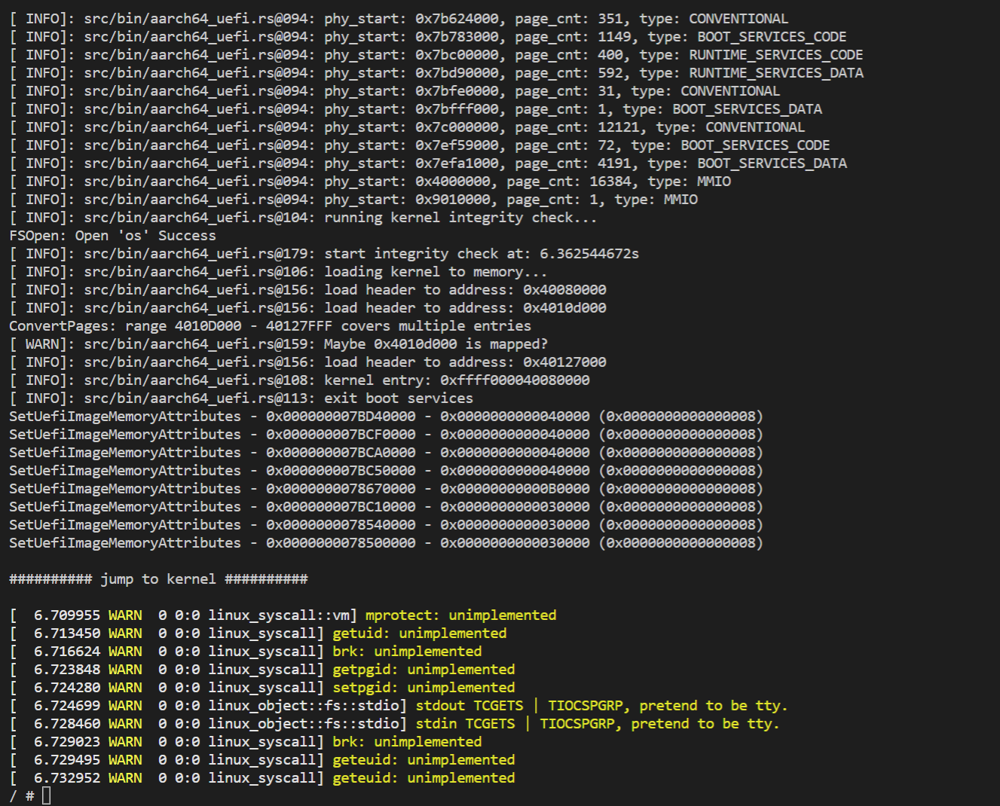 [ INFO]: src/bin/aarch64_uefi.rs@094: phy_start: 0x7b624000, page_cnt: 351, type: CONVENTIONAL
[ INFO]: src/bin/aarch64_uefi.rs@094: phy_start: 0x7b783000, page_cnt: 1149, type: BOOT_SERVICES_CODE
[ INFO]: src/bin/aarch64_uefi.rs@094: phy_start: 0x7bc00000, page_cnt: 400, type: RUNTIME_SERVICES_CODE
[ INFO]: src/bin/aarch64_uefi.rs@094: phy_start: 0x7bd90000, page_cnt: 592, type: RUNTIME_SERVICES_DATA
[ INFO]: src/bin/aarch64_uefi.rs@094: phy_start: 0x7bfe0000, page_cnt: 31, type: CONVENTIONAL
[ INFO]: src/bin/aarch64_uefi.rs@094: phy_start: 0x7bfff000, page_cnt: 1, type: BOOT_SERVICES_DATA
[ INFO]: src/bin/aarch64_uefi.rs@094: phy_start: 0x7c000000, page_cnt: 12121, type: CONVENTIONAL
[ INFO]: src/bin/aarch64_uefi.rs@094: phy_start: 0x7ef59000, page_cnt: 72, type: BOOT_SERVICES_CODE
[ INFO]: src/bin/aarch64_uefi.rs@094: phy_start: 0x7efa1000, page_cnt: 4191, type: BOOT_SERVICES_DATA
[ INFO]: src/bin/aarch64_uefi.rs@094: phy_start: 0x4000000, page_cnt: 16384, type: MMIO
[ INFO]: src/bin/aarch64_uefi.rs@094: phy_start: 0x9010000, page_cnt: 1, type: MMIO
[ INFO]: src/bin/aarch64_uefi.rs@104: running kernel integrity check...
FSOpen: Open 'os' Success
[ INFO]: src/bin/aarch64_uefi.rs@179: start integrity check at: 6.362544672s
[ INFO]: src/bin/aarch64_uefi.rs@106: loading kernel to memory...
[ INFO]: src/bin/aarch64_uefi.rs@156: load header to address: 0x40080000
[ INFO]: src/bin/aarch64_uefi.rs@156: load header to address: 0x4010d000
ConvertPages: range 4010D000 - 40127FFF covers multiple entries
[ WARN]: src/bin/aarch64_uefi.rs@159: Maybe 0x4010d000 is mapped?
[ INFO]: src/bin/aarch64_uefi.rs@156: load header to address: 0x40127000
[ INFO]: src/bin/aarch64_uefi.rs@108: kernel entry: 0xffff000040080000
[ INFO]: src/bin/aarch64_uefi.rs@113: exit boot services
SetUefiImageMemoryAttributes - 0x000000007BD40000 - 0x0000000000040000 (0x0000000000000008)
SetUefiImageMemoryAttributes - 0x000000007BCF0000 - 0x0000000000040000 (0x0000000000000008)
SetUefiImageMemoryAttributes - 0x000000007BCA0000 - 0x0000000000040000 (0x0000000000000008)
SetUefiImageMemoryAttributes - 0x000000007BC50000 - 0x0000000000040000 (0x0000000000000008)
SetUefiImageMemoryAttributes - 0x0000000078670000 - 0x00000000000B0000 (0x0000000000000008)
SetUefiImageMemoryAttributes - 0x000000007BC10000 - 0x0000000000030000 (0x0000000000000008)
SetUefiImageMemoryAttributes - 0x0000000078540000 - 0x0000000000030000 (0x0000000000000008)
SetUefiImageMemoryAttributes - 0x0000000078500000 - 0x0000000000030000 (0x0000000000000008)
########## jump to kernel ##########
[  6.709955 WARN  0 0:0 linux_syscall::vm] mprotect: unimplemented
[  6.713450 WARN  0 0:0 linux_syscall] getuid: unimplemented
[  6.716624 WARN  0 0:0 linux_syscall] brk: unimplemented
[  6.723848 WARN  0 0:0 linux_syscall] getpgid: unimplemented
[  6.724280 WARN  0 0:0 linux_syscall] setpgid: unimplemented
[  6.724699 WARN  0 0:0 linux_object::fs::stdio] stdout TCGETS | TIOCSPGRP, pretend to be tty.
[  6.728460 WARN  0 0:0 linux_object::fs::stdio] stdin TCGETS | TIOCSPGRP, pretend to be tty.
[  6.729023 WARN  0 0:0 linux_syscall] brk: unimplemented
[  6.729495 WARN  0 0:0 linux_syscall] geteuid: unimplemented
[  6.732952 WARN  0 0:0 linux_syscall] geteuid: unimplemented
/ #